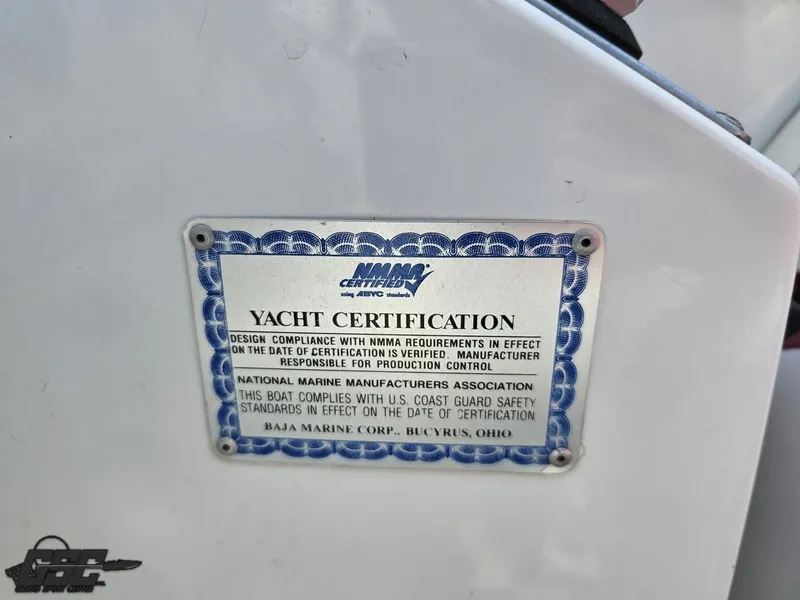 NMMA®
CERTIFIED
using ABYC standards
YACHT CERTIFICATION
DESIGN COMPLIANCE WITH NMMA REQUIREMENTS IN EFFECT
ON THE DATE OF CERTIFICATION IS VERIFIED. MANUFACTURER
RESPONSIBLE FOR PRODUCTION CONTROL
NATIONAL MARINE MANUFACTURERS ASSOCIATION
THIS BOAT COMPLIES WITH U.S. COAST GUARD SAFETY
STANDARDS IN EFFECT ON THE DATE OF CERTIFICATION
BAJA MARINE CORP., BUCYRUS, OHIO